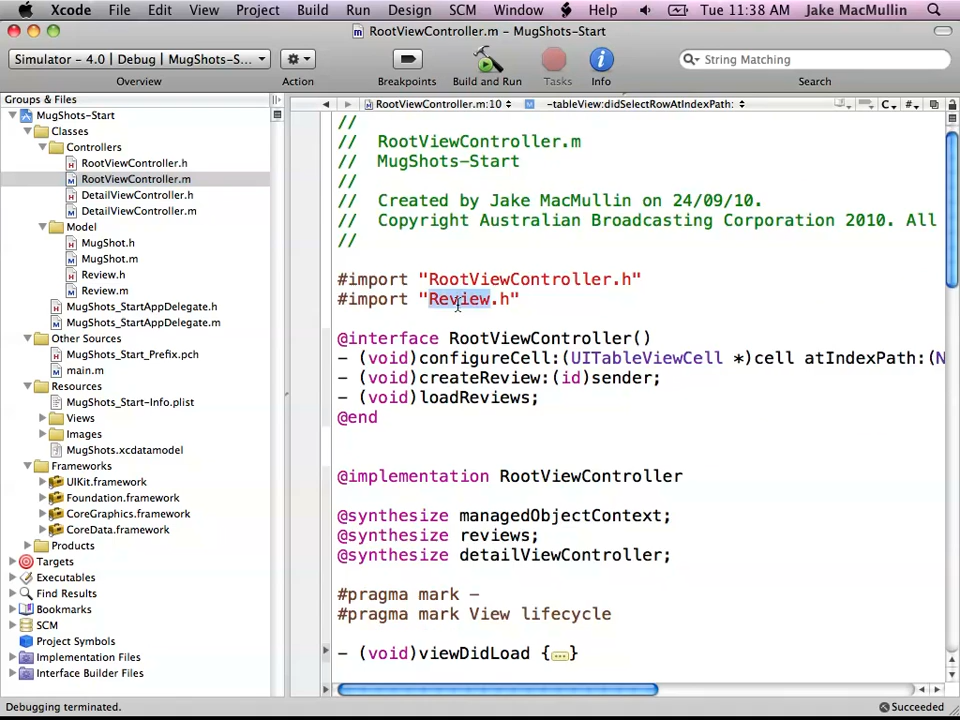 Xcode File Edit View Project Build Run Design SCM Window Help Tue 11:38 AM Jake MacMullin
RootViewController.m – MugShots-Start
Simulator - 4.0 | Debug | MugShots-S...
String Matching
Overview Action Breakpoints Build and Run Tasks Info Search
Groups & Files
MugShots-Start
Classes
Controllers
RootViewController.h
RootViewController.m
DetailViewController.h
DetailViewController.m
Model
MugShot.h
MugShot.m
Review.h
Review.m
MugShots_StartAppDelegate.h
MugShots_StartAppDelegate.m
Other Sources
MugShots_Start_Prefix.pch
main.m
Resources
MugShots_Start-Info.plist
Views
Images
MugShots.xcdatamodel
Frameworks
UIKit.framework
Foundation.framework
CoreGraphics.framework
CoreData.framework
Products
Targets
Executables
Find Results
Bookmarks
SCM
Project Symbols
Implementation Files
Interface Builder Files
RootViewController.m:10 M -tableView:didSelectRowAtIndexPath: C #
//
// RootViewController.m
// MugShots-Start
//
// Created by Jake MacMullin on 24/09/10.
// Copyright Australian Broadcasting Corporation 2010. All
//
#import "RootViewController.h"
#import "Review.h"
@interface RootViewController()
- (void)configureCell:(UITableViewCell *)cell atIndexPath:(N
- (void)createReview:(id)sender;
- (void)loadReviews;
@end
@implementation RootViewController
@synthesize managedObjectContext;
@synthesize reviews;
@synthesize detailViewController;
#pragma mark -
#pragma mark View lifecycle
- (void)viewDidLoad {...}
Debugging terminated. Succeeded